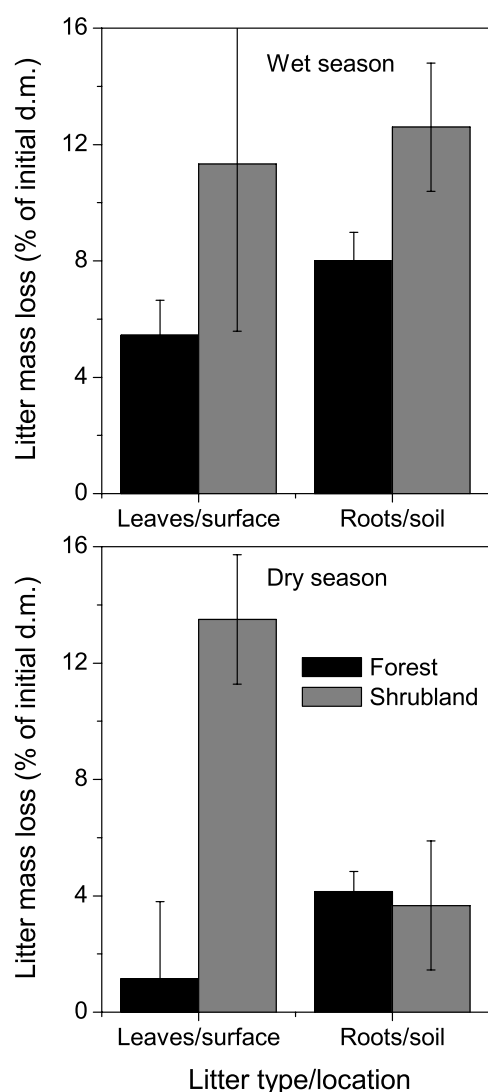 16
Wet season
12
8
4
0
Litter mass loss (% of initial d.m.)
Leaves/surface Roots/soil
16
Dry season
12
Forest
Shrubland
8
4
0
Litter mass loss (% of initial d.m.)
Leaves/surface Roots/soil
Litter type/location